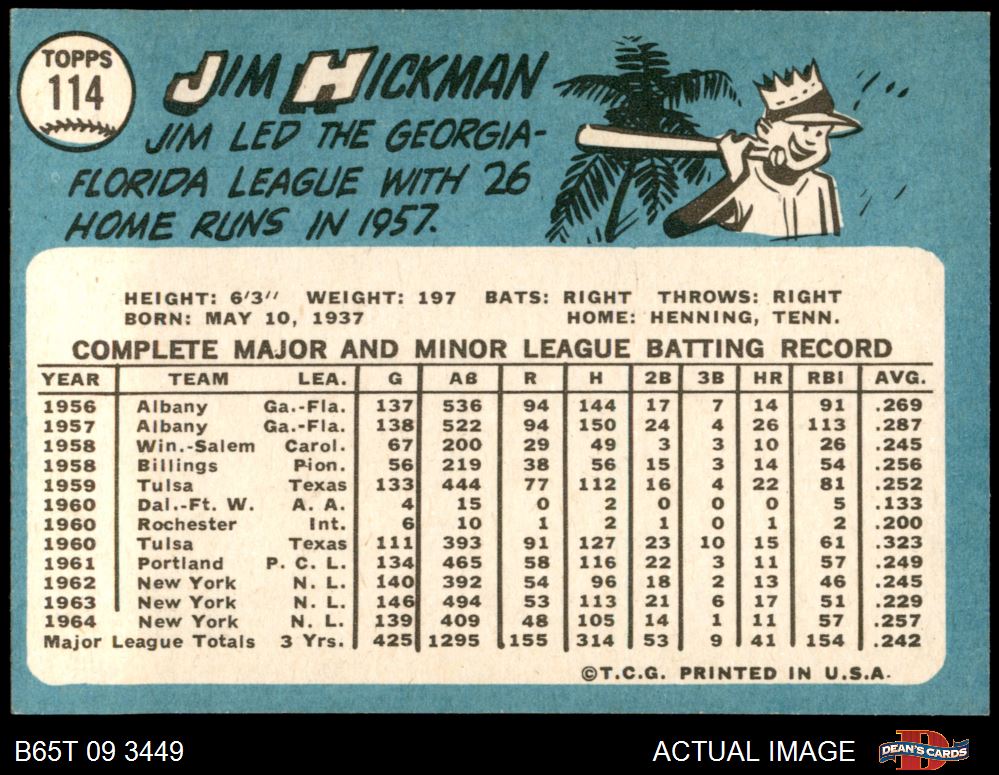 TOPPS
114
JIM HICKMAN
JIM LED THE GEORGIA-
FLORIDA LEAGUE WITH 26
HOME RUNS IN 1957.
HEIGHT: 6'3" WEIGHT: 197 BATS: RIGHT THROWS: RIGHT
BORN: MAY 10, 1937 HOME: HENNING, TENN.
COMPLETE MAJOR AND MINOR LEAGUE BATTING RECORD
YEAR TEAM LEA. G AB R H 2B 3B HR RBI AVG.
1956 Albany Ga.-Fla. 137 536 94 144 17 7 14 91 .269
1957 Albany Ga.-Fla. 138 522 94 150 24 4 26 113 .287
1958 Win.-Salem Carol. 67 200 29 49 3 3 10 26 .245
1958 Billings Pion. 56 219 38 56 15 3 14 54 .256
1959 Tulsa Texas 133 444 77 112 16 4 22 81 .252
1960 Dal.-Ft. W. A. A. 4 15 0 2 0 0 0 5 .133
1960 Rochester Int. 6 10 1 2 1 0 1 2 .200
1960 Tulsa Texas 111 393 91 127 23 10 15 61 .323
1961 Portland P. C. L. 134 465 58 116 22 3 11 57 .249
1962 New York N. L. 140 392 54 96 18 2 13 46 .245
1963 New York N. L. 146 494 53 113 21 6 17 51 .229
1964 New York N. L. 139 409 48 105 14 1 11 57 .257
Major League Totals 3 Yrs. 425 1295 155 314 53 9 41 154 .242
©T.C.G. PRINTED IN U.S.A.
B65T 09 3449 ACTUAL IMAGE DEAN'S CARDS